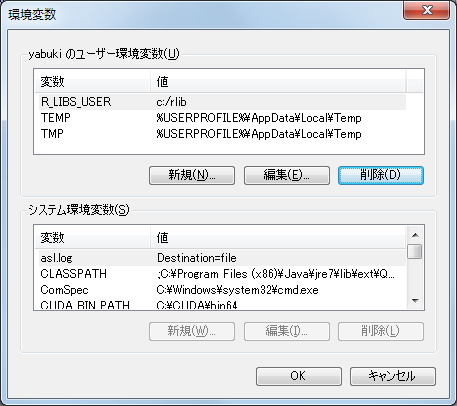 環境変数
yabuki のユーザー環境変数(U)
変数 値
R_LIBS_USER c:/rlib
TEMP %USERPROFILE%¥AppData¥Local¥Temp
TMP %USERPROFILE%¥AppData¥Local¥Temp
新規(N)... 編集(E)... 削除(D)
システム環境変数(S)
変数 値
asl.log Destination=file
CLASSPATH .;C:¥Program Files (x86)¥Java¥jre7¥lib¥ext¥Q...
ComSpec C:¥Windows¥system32¥cmd.exe
CUDA_BIN_PATH C:¥CUDA¥bin64
新規(W)... 編集(I)... 削除(L)
OK キャンセル